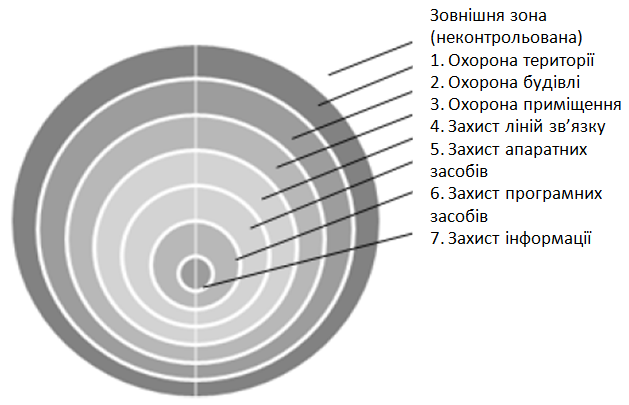 Зовнішня зона
(неконтрольована)
1. Охорона території
2. Охорона будівлі
3. Охорона приміщення
4. Захист ліній зв’язку
5. Захист апаратних
засобів
6. Захист програмних
засобів
7. Захист інформації